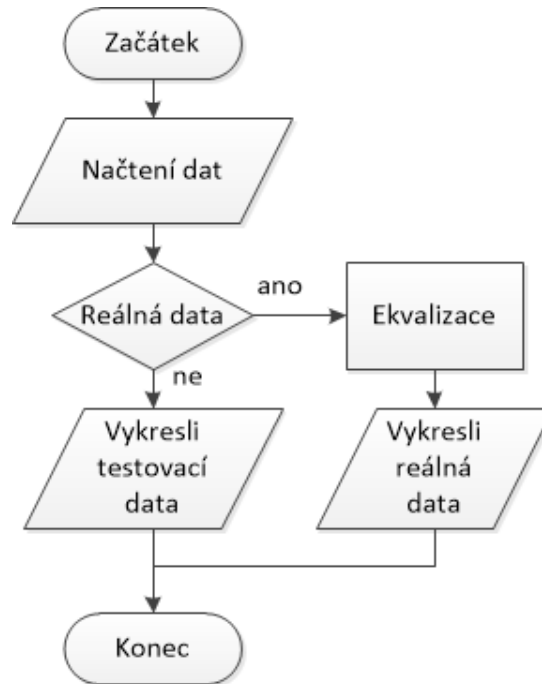 Začátek
Načtení dat
Reálná data
ano
Ekvalizace
ne
Vykresli
testovací
data
Vykresli
reálná
data
Konec